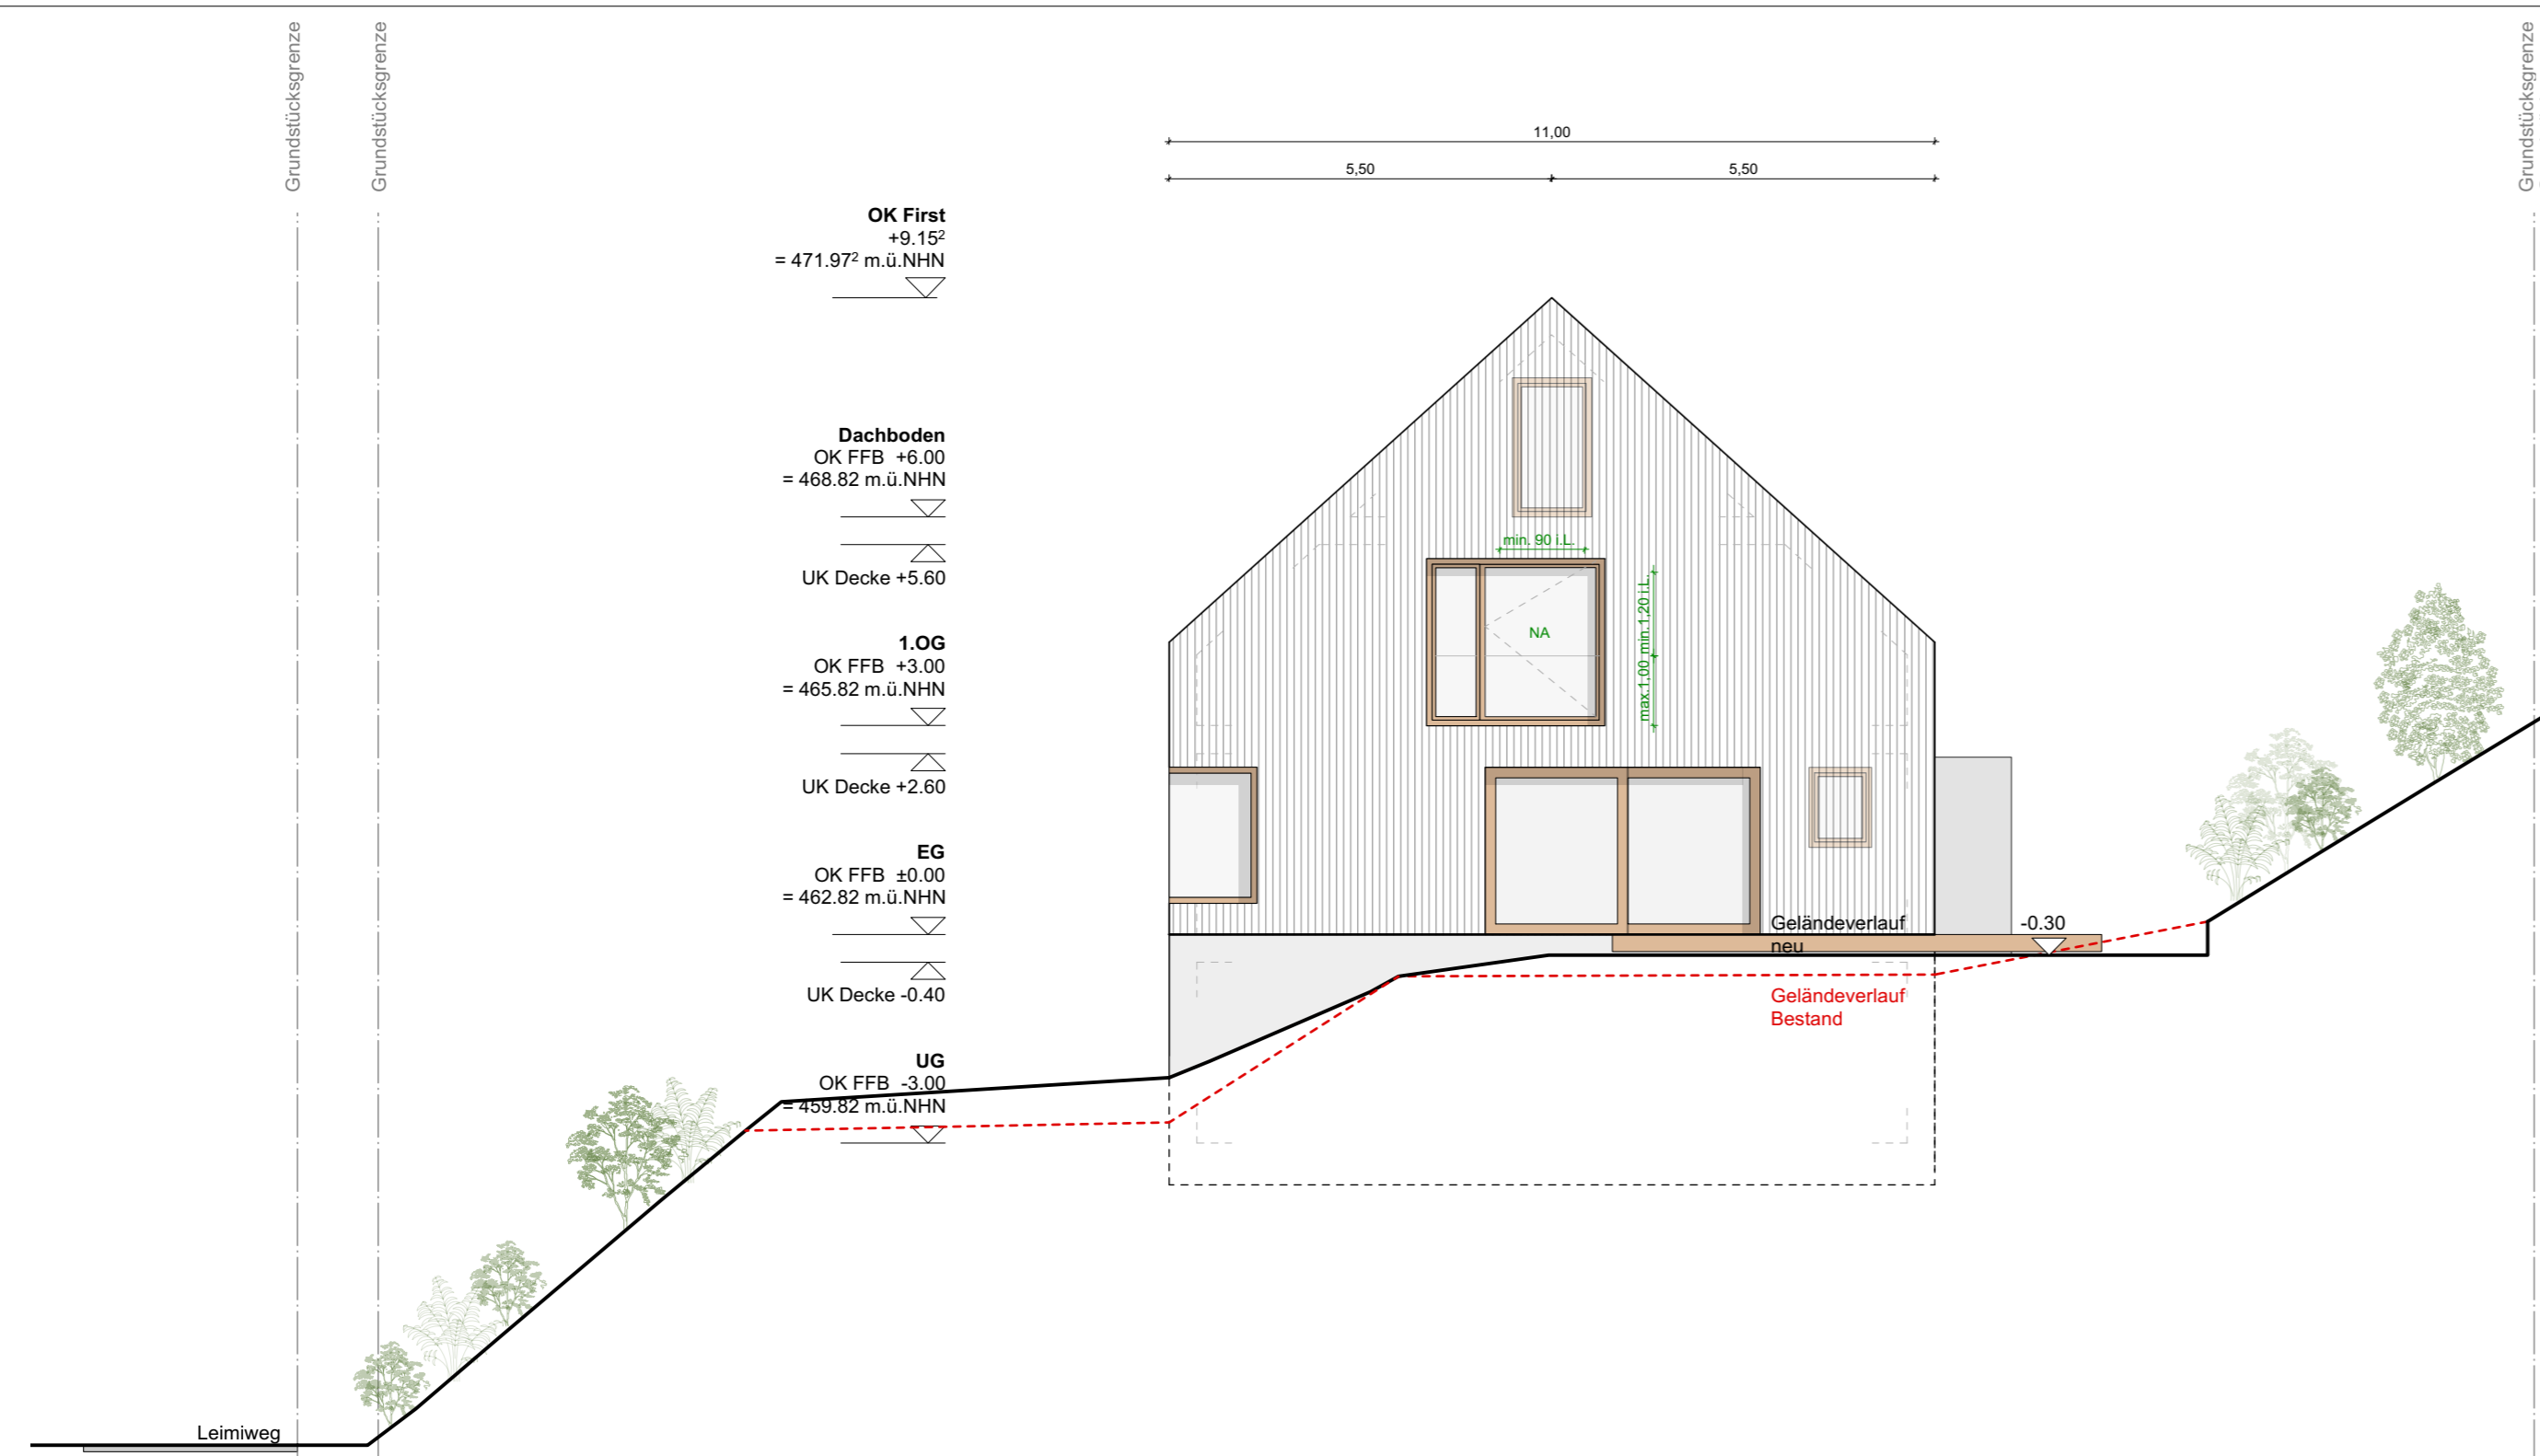 Grundstücksgrenze
Grundstücksgrenze
Grundstücksgrenze
11,00
5,50
5,50
OK First
+9.15²
= 471.97² m.ü.NHN
Dachboden
OK FFB +6.00
= 468.82 m.ü.NHN
UK Decke +5.60
1.OG
OK FFB +3.00
= 465.82 m.ü.NHN
UK Decke +2.60
EG
OK FFB ±0.00
= 462.82 m.ü.NHN
UK Decke -0.40
UG
OK FFB -3.00
= 459.82 m.ü.NHN
min. 90 i.L.
NA
max.1,00 min.1,20 i.L.
Geländeverlauf
neu
-0.30
Geländeverlauf
Bestand
Leimiweg